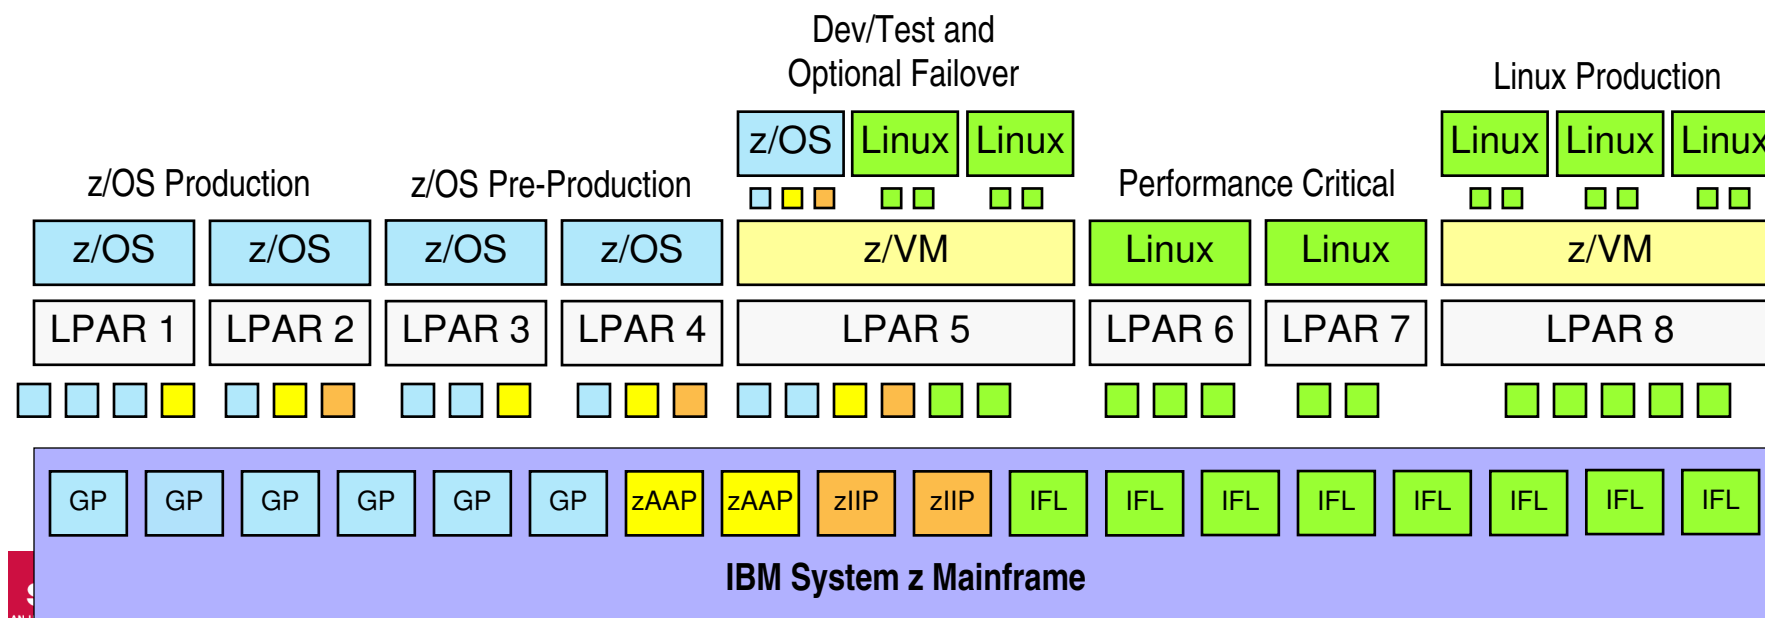 Dev/Test and
Optional Failover
Linux Production
z/OS Linux Linux
Linux Linux Linux
z/OS Production
z/OS Pre-Production
Performance Critical
z/OS z/OS z/OS z/OS z/VM Linux Linux z/VM
LPAR 1 LPAR 2 LPAR 3 LPAR 4 LPAR 5 LPAR 6 LPAR 7 LPAR 8
GP GP GP GP GP GP zAAP zAAP zIIP zIIP IFL IFL IFL IFL IFL IFL IFL IFL
IBM System z Mainframe